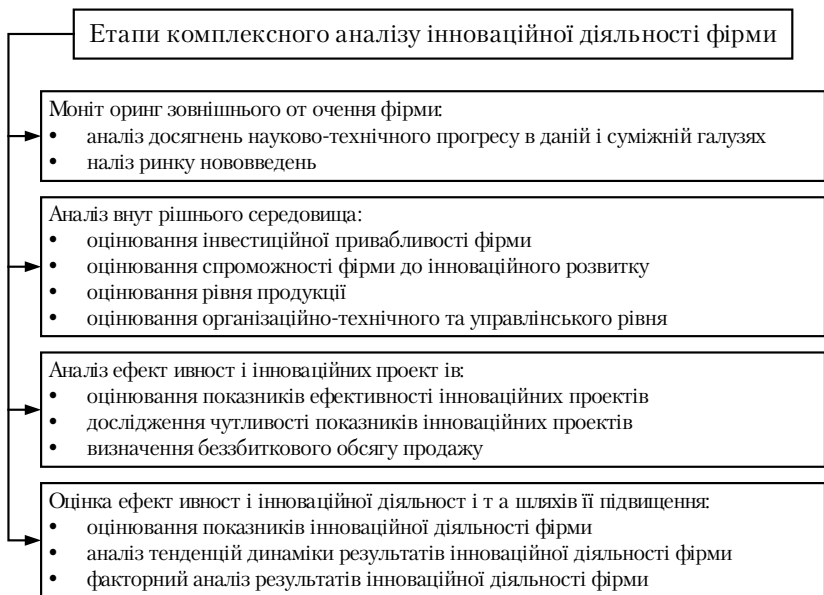 Етапи комплексного аналізу інноваційної діяльності фірми
Моніт оринг зовнішнього от очення фірми:
• аналіз досягнень науково-технічного прогресу в даній і суміжній галузях
• наліз ринку нововведень
Аналіз внут рішнього середовища:
• оцінювання інвестиційної привабливості фірми
• оцінювання спроможності фірми до інноваційного розвитку
• оцінювання рівня продукції
• оцінювання організаційно-технічного та управлінського рівня
Аналіз ефект ивност і інноваційних проект ів:
• оцінювання показників ефективності інноваційних проектів
• дослідження чутливості показників інноваційних проектів
• визначення беззбиткового обсягу продажу
Оцінка ефект ивност і інноваційної діяльност і т а шляхів її підвищення:
• оцінювання показників інноваційної діяльності фірми
• аналіз тенденцій динаміки результатів інноваційної діяльності фірми
• факторний аналіз результатів інноваційної діяльності фірми